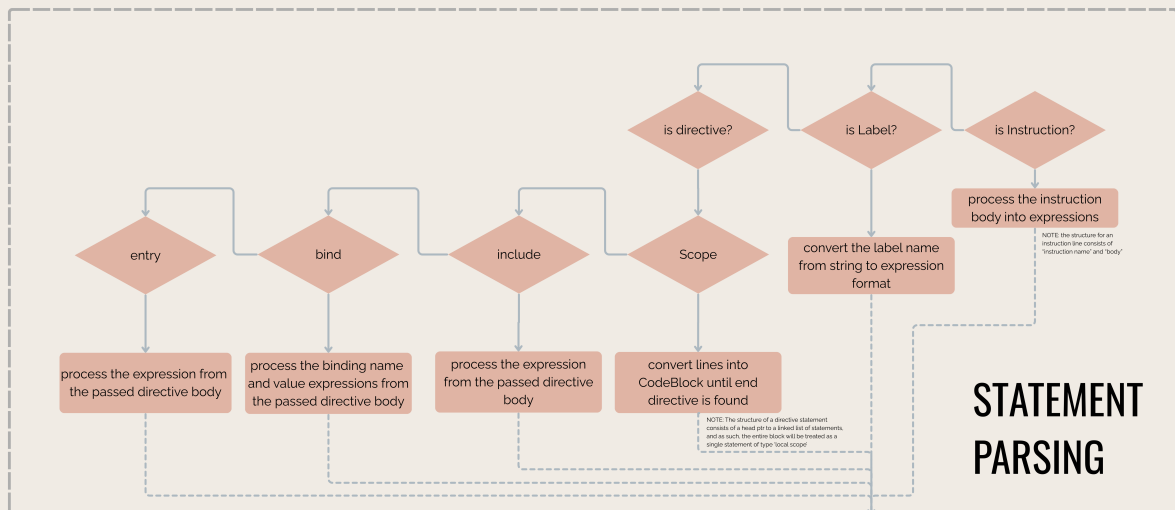 is directive?
is Label?
is Instruction?
process the instruction
body into expressions
NOTE: the structure for an
instruction line consists of
"instruction name" and "body"
entry
bind
include
Scope
convert the label name
from string to expression
format
process the expression from
the passed directive body
process the binding name
and value expressions from
the passed directive body
process the expression
from the passed directive
body
convert lines into
CodeBlock until end
directive is found
NOTE: The structure of a directive statement
consists of a head ptr to a linked list of statements,
and as such, the entire block will be treated as a
single statement of type 'local scope'
STATEMENT
PARSING